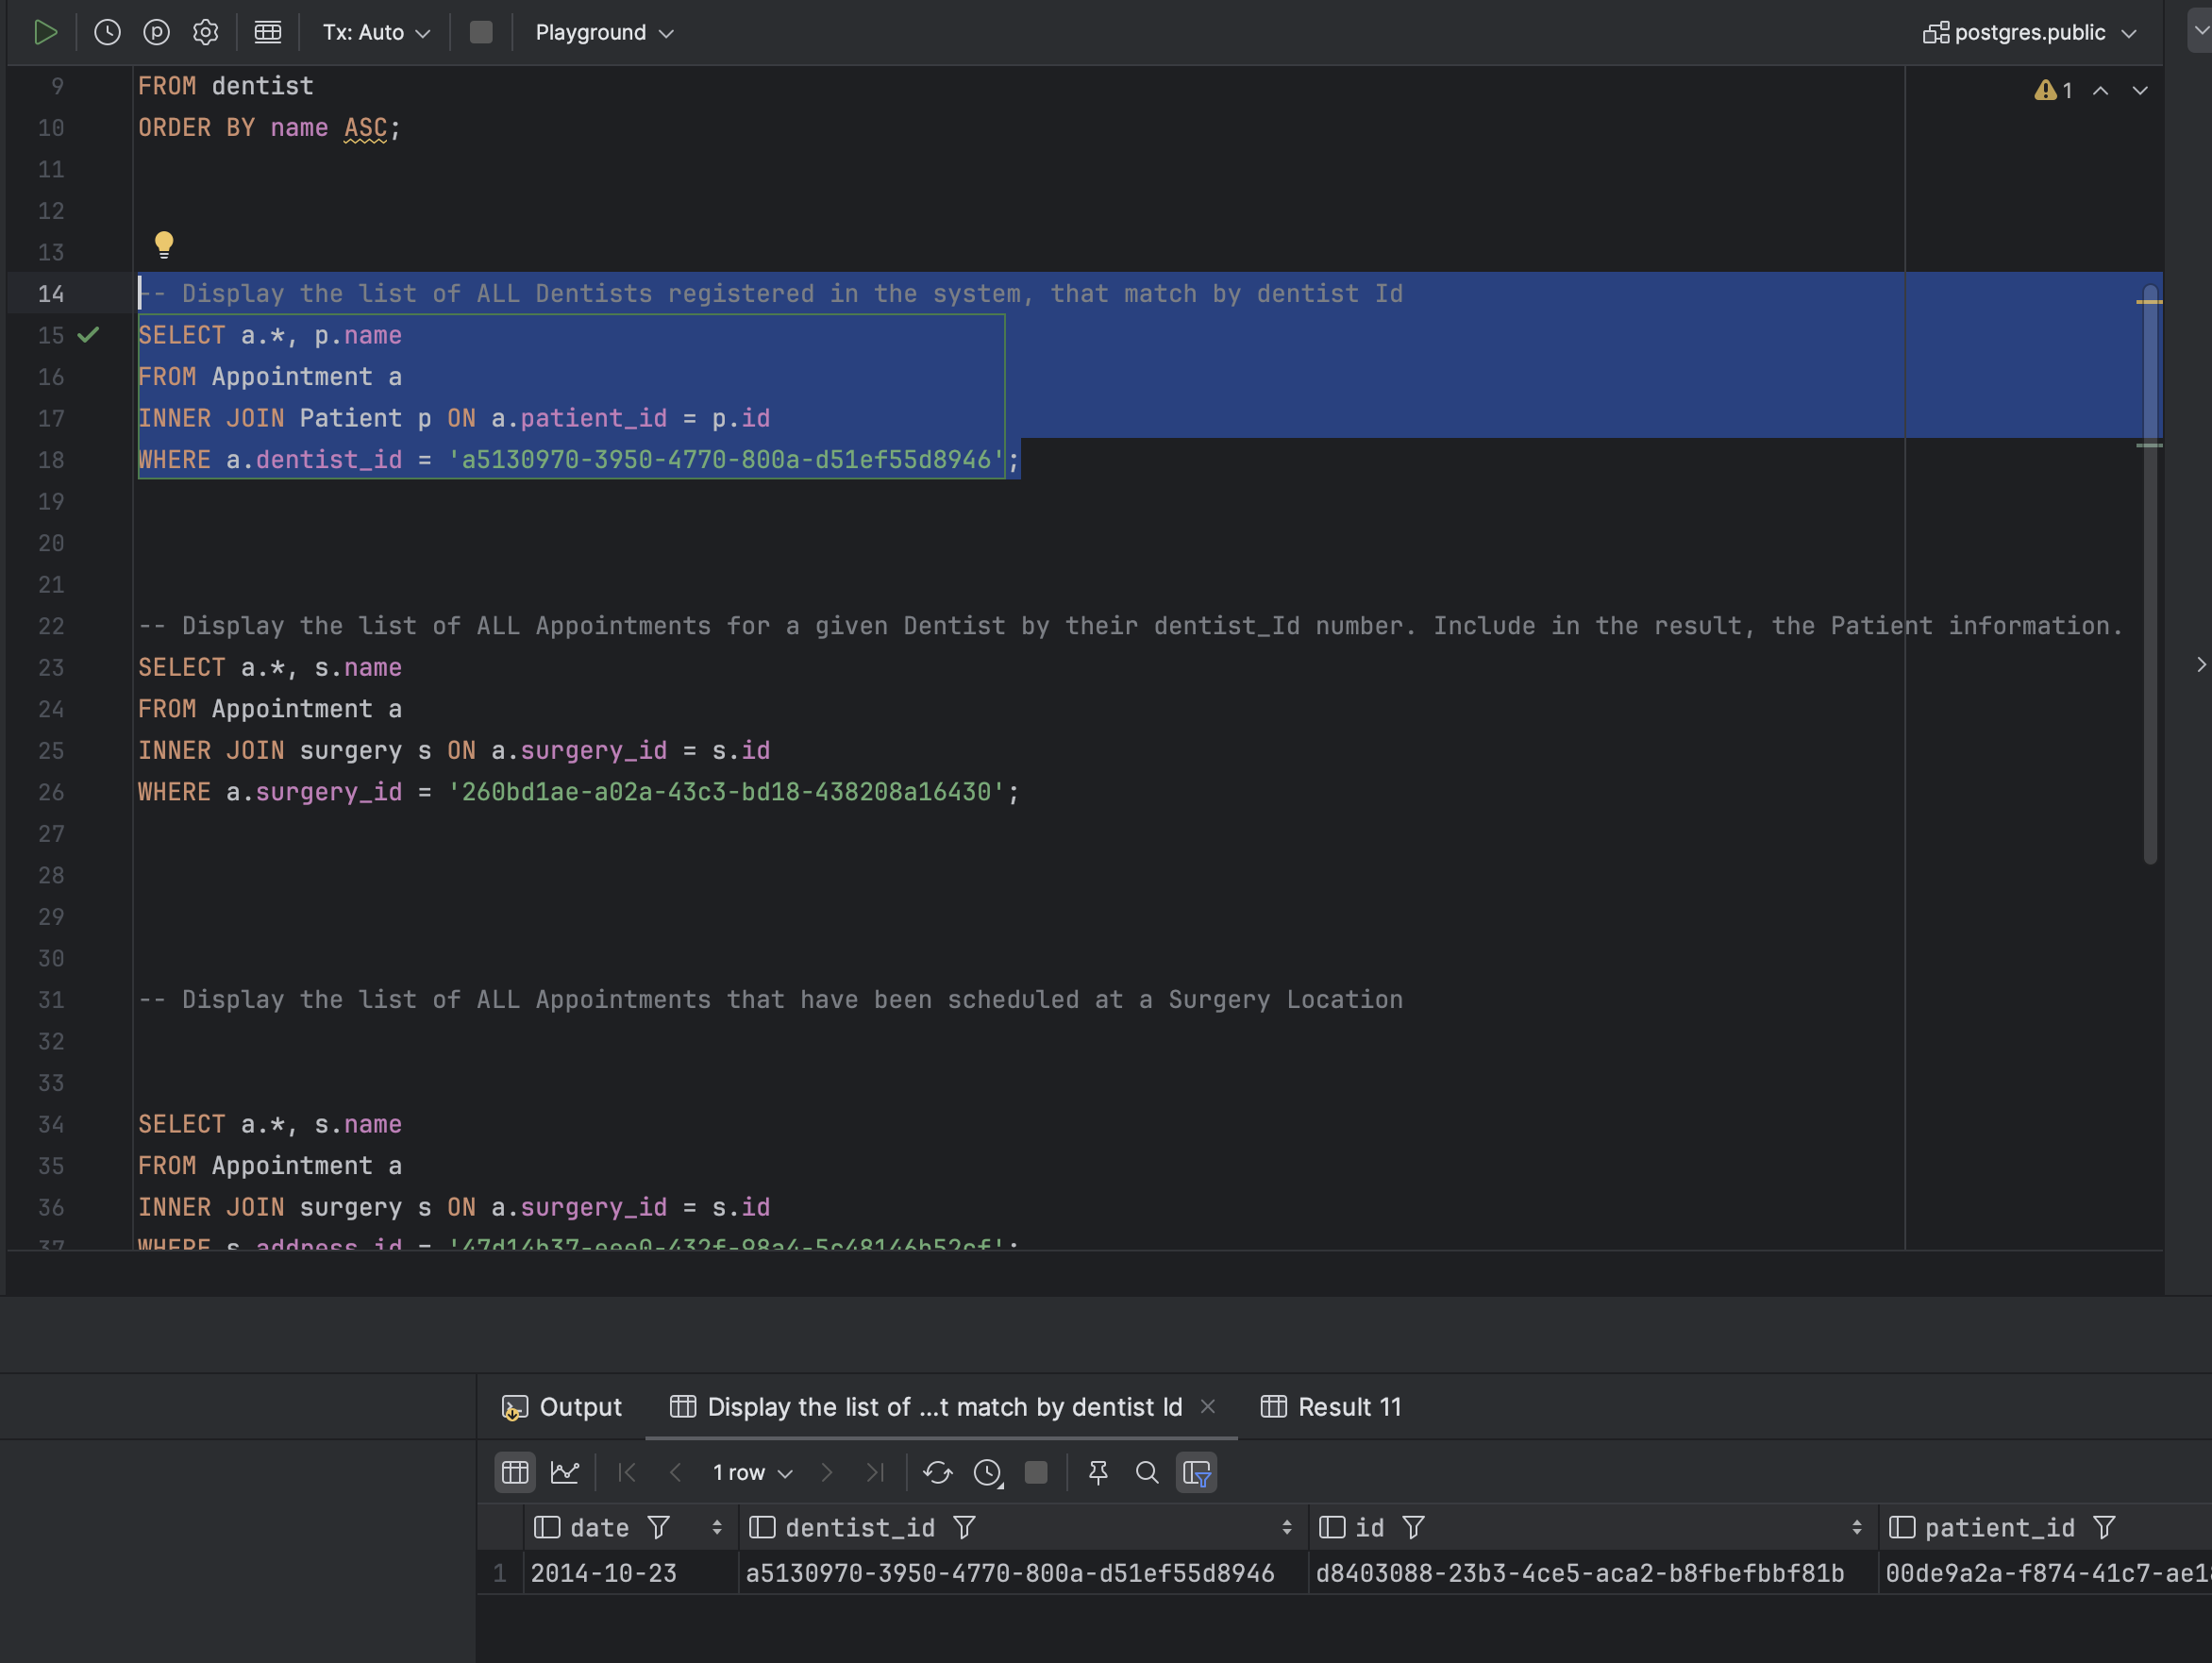 Tx: Auto Playground postgres.public
9 FROM dentist
1
10 ORDER BY name ASC;
11
12
13
14 -- Display the list of ALL Dentists registered in the system, that match by dentist Id
15 SELECT a.*, p.name
16 FROM Appointment a
17 INNER JOIN Patient p ON a.patient_id = p.id
18 WHERE a.dentist_id = 'a5130970-3950-4770-800a-d51ef55d8946';
19
20
21
22 -- Display the list of ALL Appointments for a given Dentist by their dentist_Id number. Include in the result, the Patient information.
23 SELECT a.*, s.name
24 FROM Appointment a
25 INNER JOIN surgery s ON a.surgery_id = s.id
26 WHERE a.surgery_id = '260bd1ae-a02a-43c3-bd18-438208a16430';
27
28
29
30
31 -- Display the list of ALL Appointments that have been scheduled at a Surgery Location
32
33
34 SELECT a.*, s.name
35 FROM Appointment a
36 INNER JOIN surgery s ON a.surgery_id = s.id
37 WHERE s.address_id =
Output Display the list of ...t match by dentist Id Result 11
1 row
date dentist_id id patient_id
1 2014-10-23 a5130970-3950-4770-800a-d51ef55d8946 d8403088-23b3-4ce5-aca2-b8fbefbbf81b 00de9a2a-f874-41c7-ae1